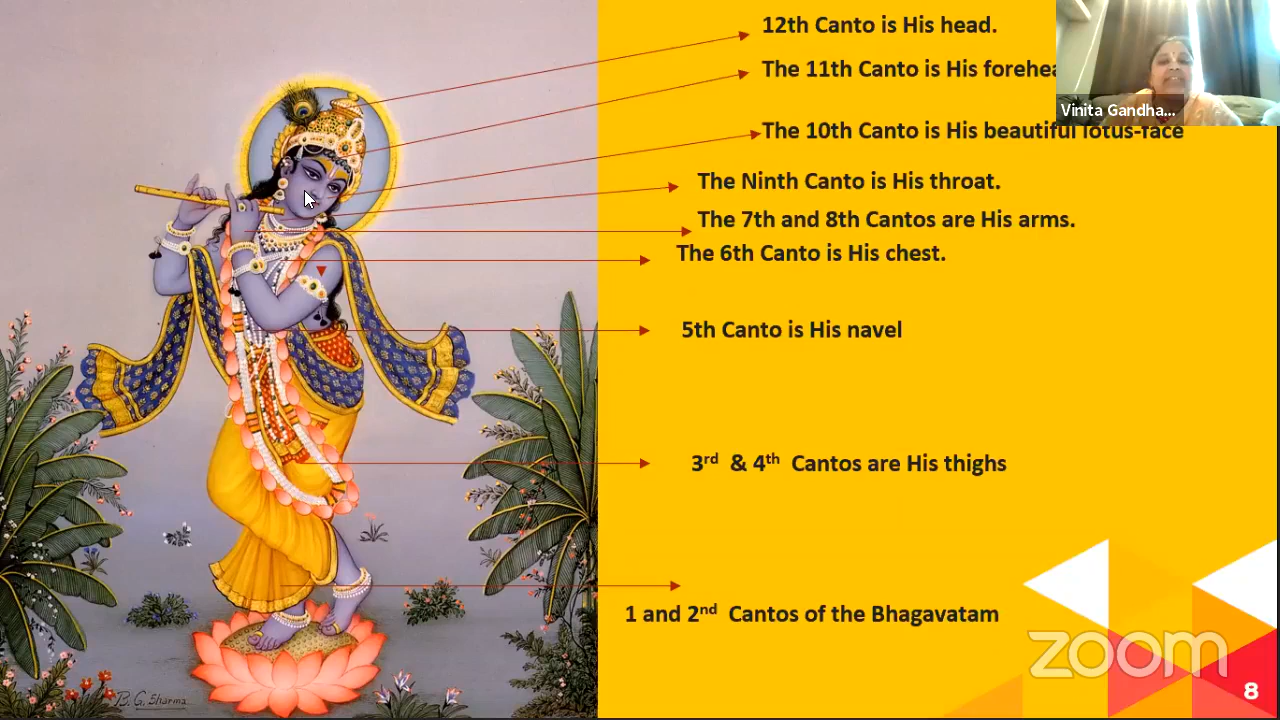 12th Canto is His head.
The 11th Canto is His forehea
The 10th Canto is His beautiful lotus-face
Vinita Gandha...
The Ninth Canto is His throat.
The 7th and 8th Cantos are His arms.
The 6th Canto is His chest.
5th Canto is His navel
3rd & 4th Cantos are His thighs
1 and 2nd Cantos of the Bhagavatam
zoom
8
B. G. Sharma